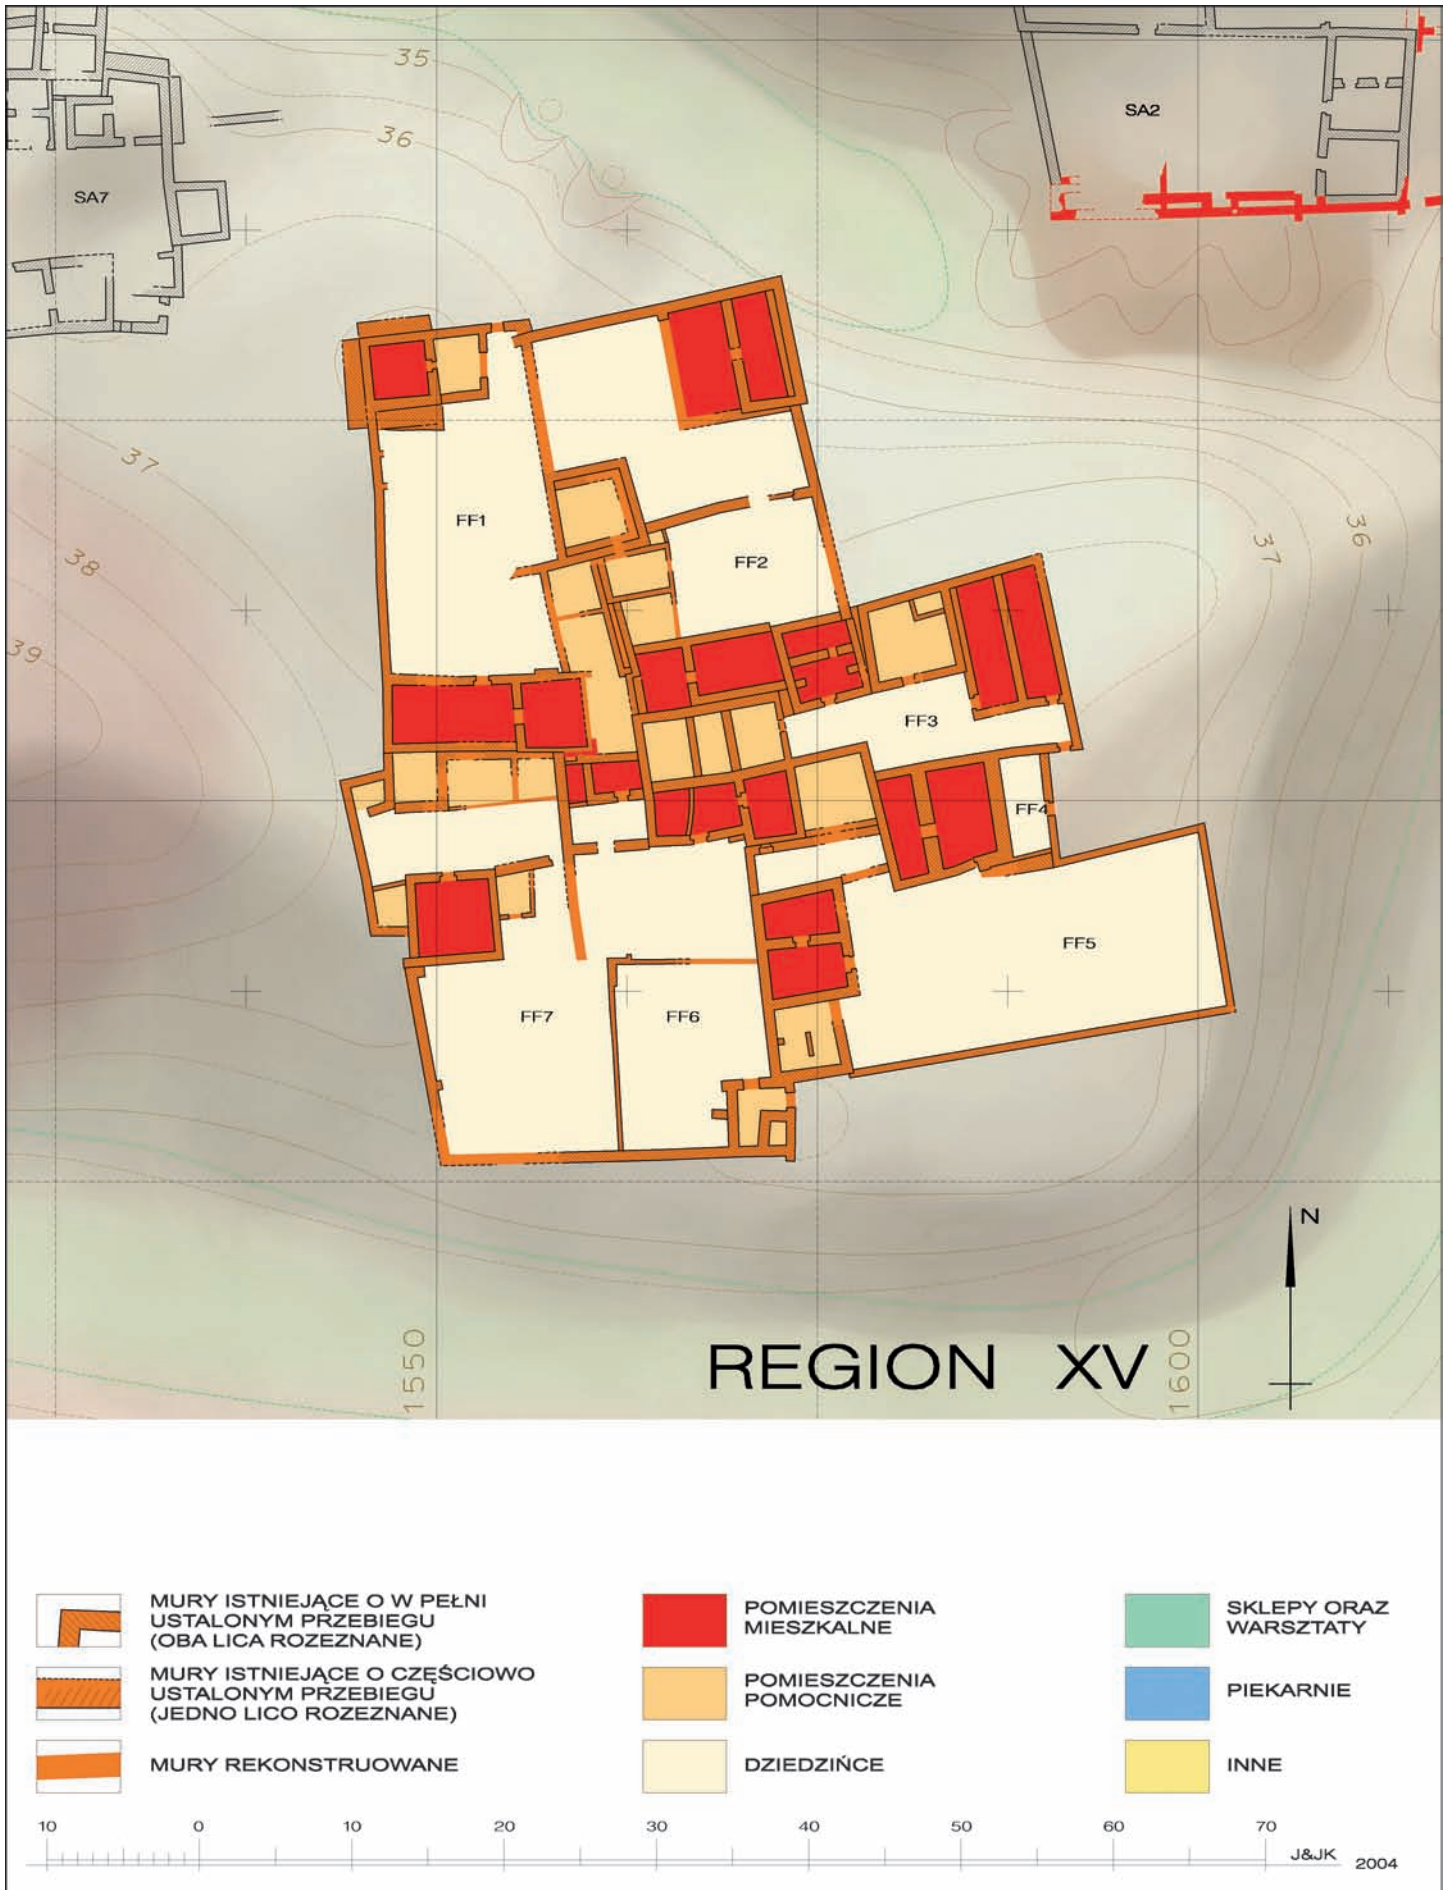 35
36
SA2
SA7
37
FF1
36
37
38
FF2
39
FF3
FF4
FF5
FF7
FF6
N
1550
REGION XV
1600
MURY ISTNIEJĄCE O W PEŁNI
USTALONYM PRZEBIEGU
(OBA LICA ROZEZNANE)
MURY ISTNIEJĄCE O CZĘŚCIOWO
USTALONYM PRZEBIEGU
(JEDNO LICO ROZEZNANE)
MURY REKONSTRUOWANE
POMIESZCZENIA
MIESZKALNE
POMIESZCZENIA
POMOCNICZE
DZIEDZIŃCE
SKLEPY ORAZ
WARSZTATY
PIEKARNIE
INNE
10 0 10 20 30 40 50 60 70
J&JK 2004